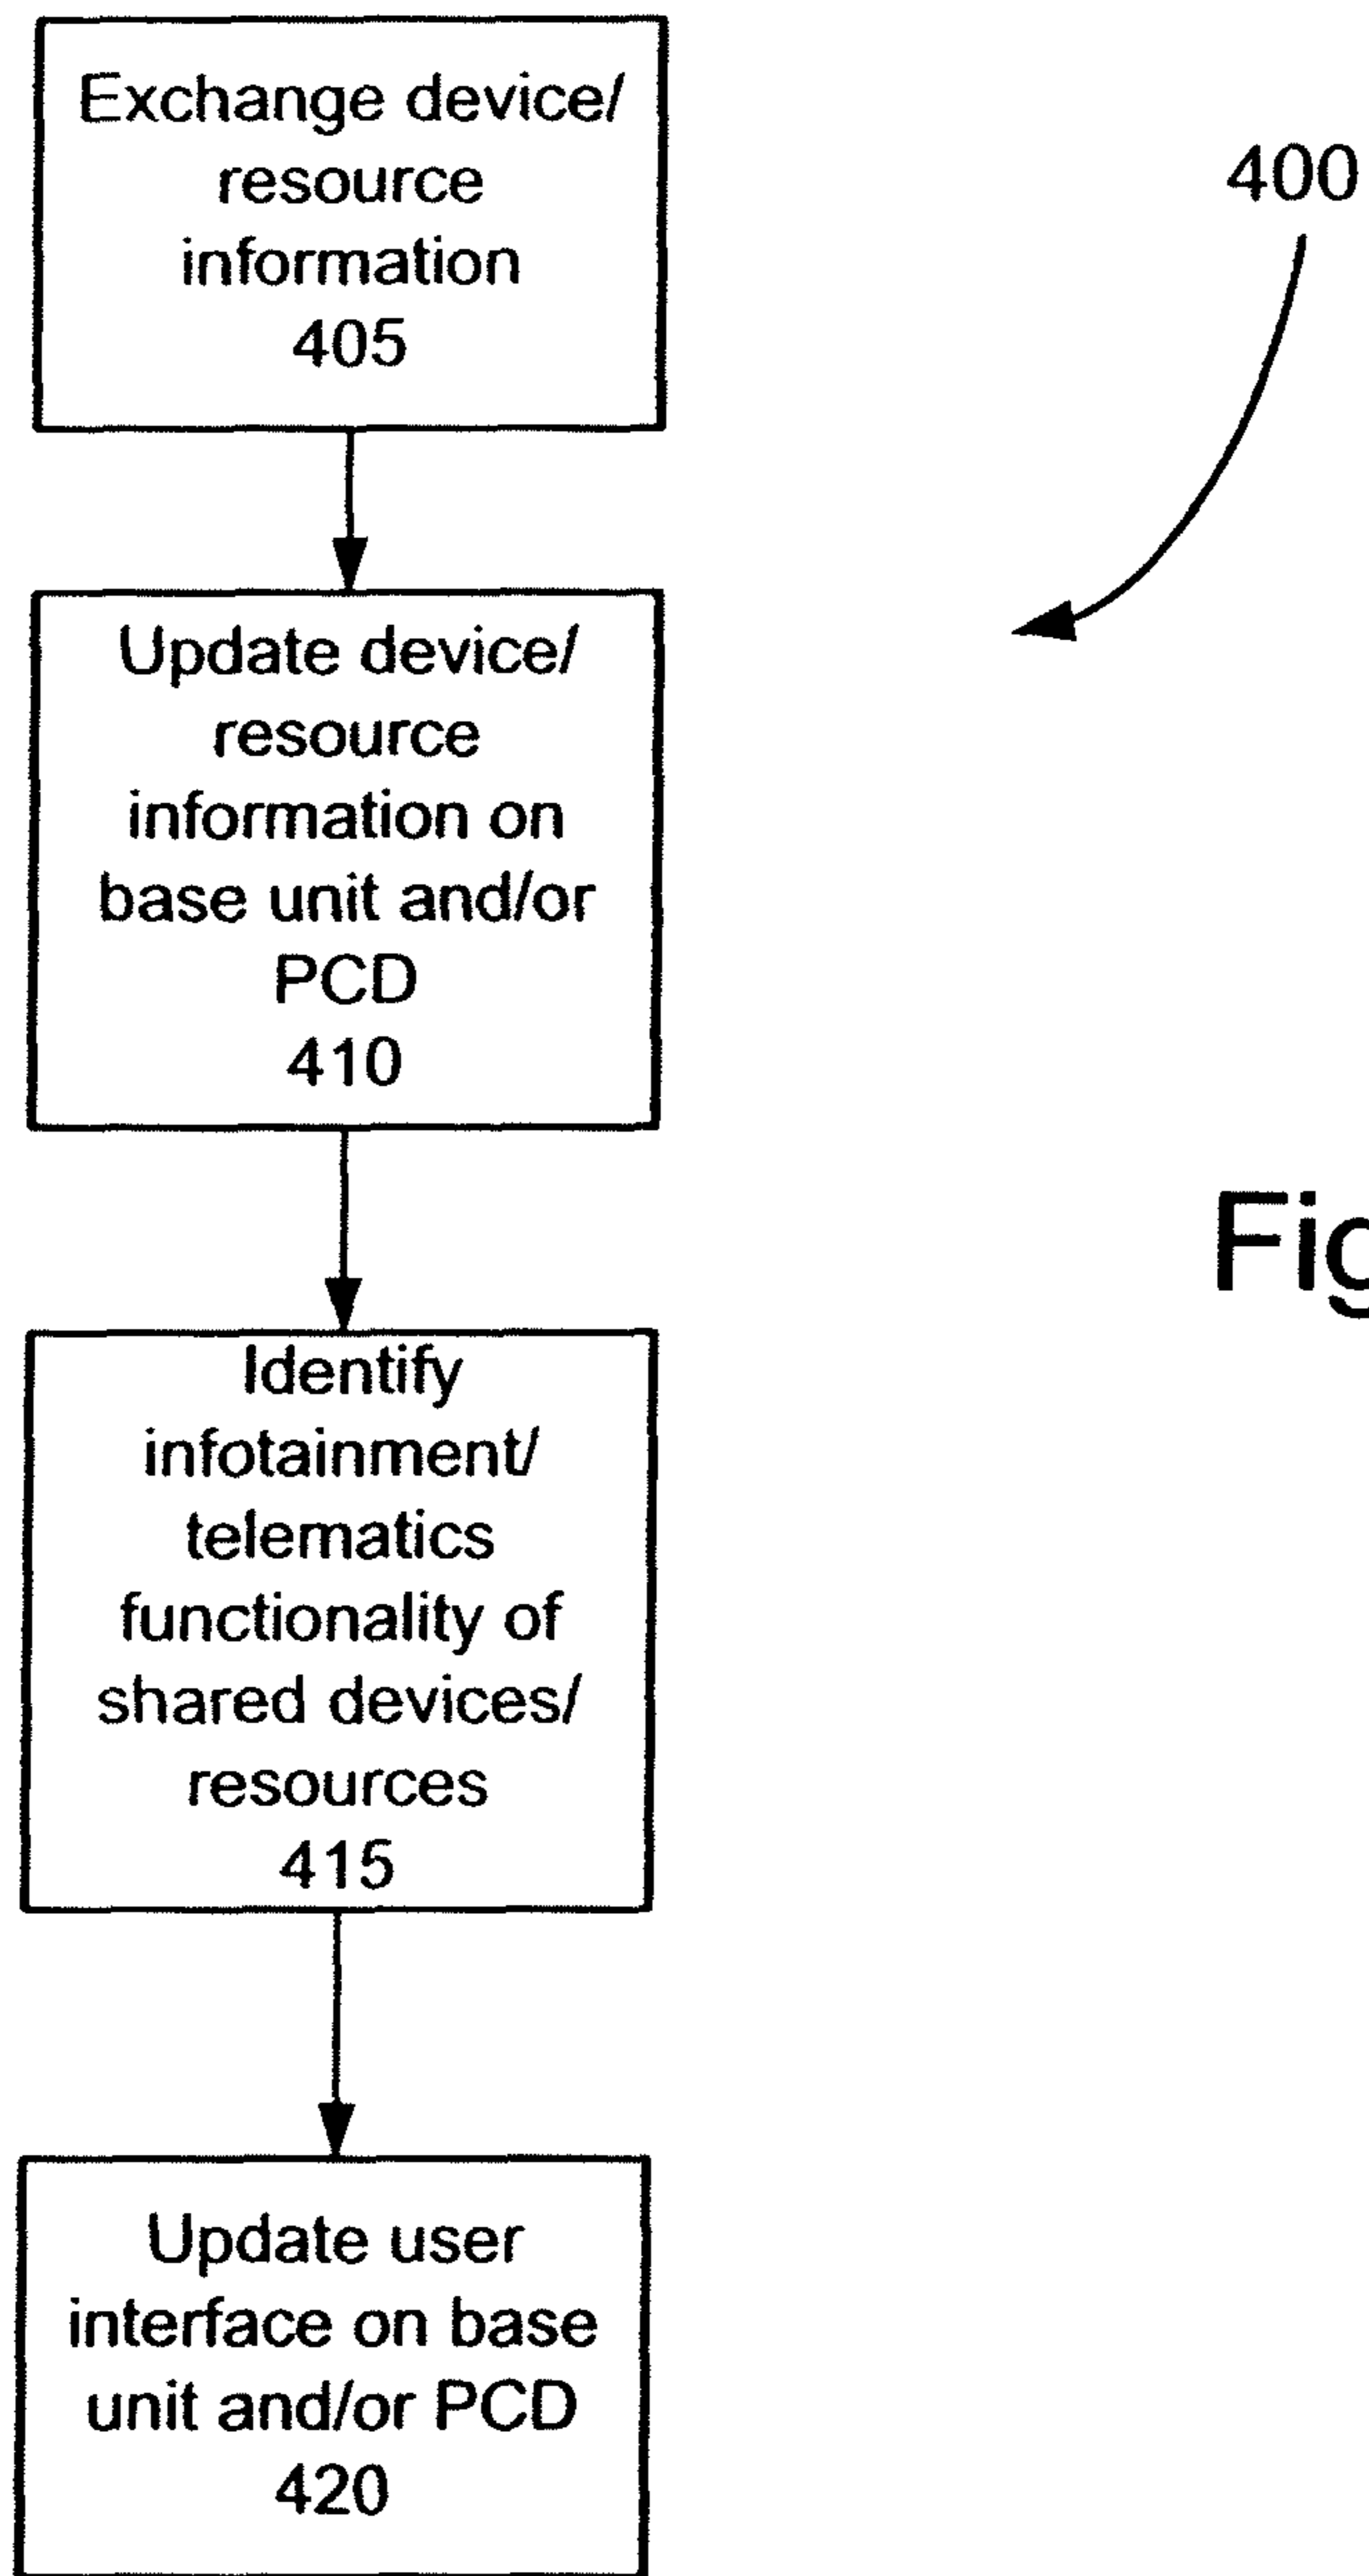 Exchange device/
resource
information
405
400
Update device/
resource
information on
base unit and/or
PCD
410
Fig
Identify
infotainment/
telematics
functionality of
shared devices/
resources
415
Update user
interface on base
unit and/or PCD
420